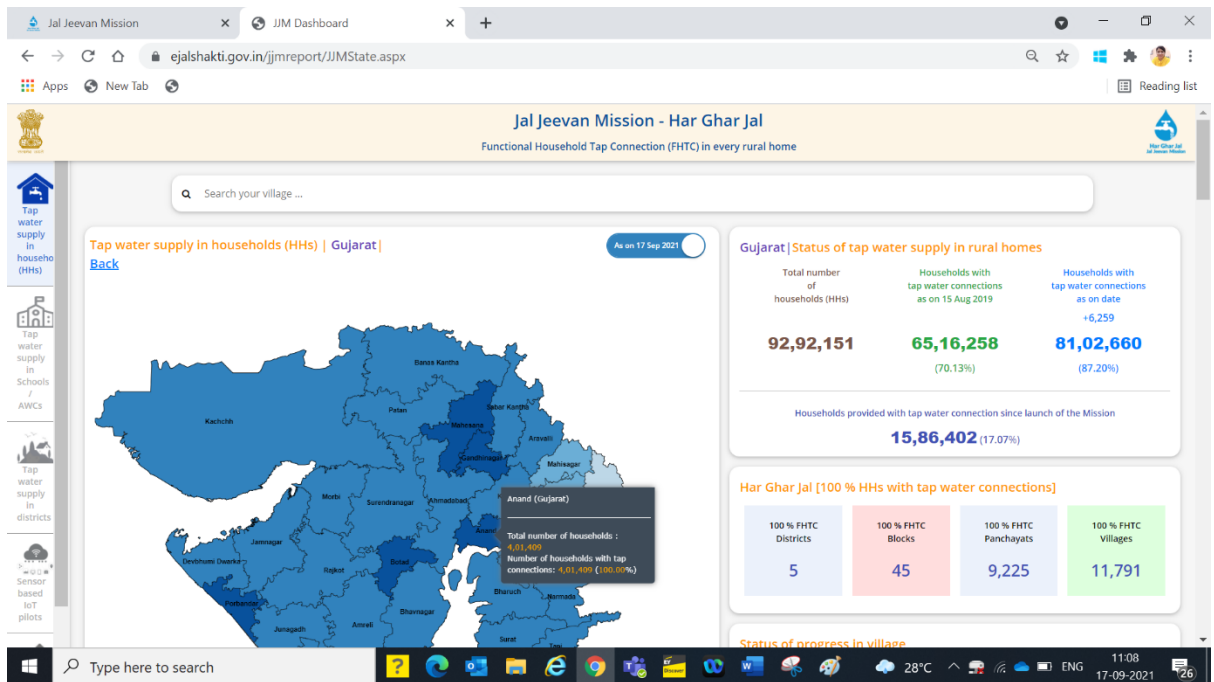 Jal Jeevan Mission
JJM Dashboard
ejalshakti.gov.in/jjmreport/JJMState.aspx
Apps
New Tab
Reading list
Jal Jeevan Mission - Har Ghar Jal
Functional Household Tap Connection (FHTC) in every rural home
Har Ghar Jal
Jal Jeevan Mission
Search your village ...
Tap
water
supply
in
househo
(HHs)
Tap
water
supply
in
Schools
/
AWCs
Tap
water
supply
in
districts
Sensor
based
IoT
pilots
Tap water supply in households (HHs) | Gujarat|
Back
As on 17 Sep 2021
Banas Kantha
Patan
Sabar Kantha
Mahesana
Kachchh
Aravalli
Gandhinagar
Mahisagar
Morbi
Surendranagar
Ahmadabad
Anand
Jamnagar
Devbhumi Dwarka
Rajkot
Botad
Bharuch
Narmada
Porbandar
Bhavnagar
Junagadh
Amreli
Surat
Tapi
Anand (Gujarat)
Total number of households :
4,01,409
Number of households with tap
connections: 4,01,409 (100.00%)
Gujarat|Status of tap water supply in rural homes
Total number
of
households (HHs)
92,92,151
Households with
tap water connections
as on 15 Aug 2019
65,16,258
(70.13%)
Households with
tap water connections
as on date
+6,259
81,02,660
(87.20%)
Households provided with tap water connection since launch of the Mission
15,86,402 (17.07%)
Har Ghar Jal [100 % HHs with tap water connections]
100 % FHTC
Districts
5
100 % FHTC
Blocks
45
100 % FHTC
Panchayats
9,225
100 % FHTC
Villages
11,791
Status of progress in village
Type here to search
28°C
ENG
11:08
17-09-2021
26